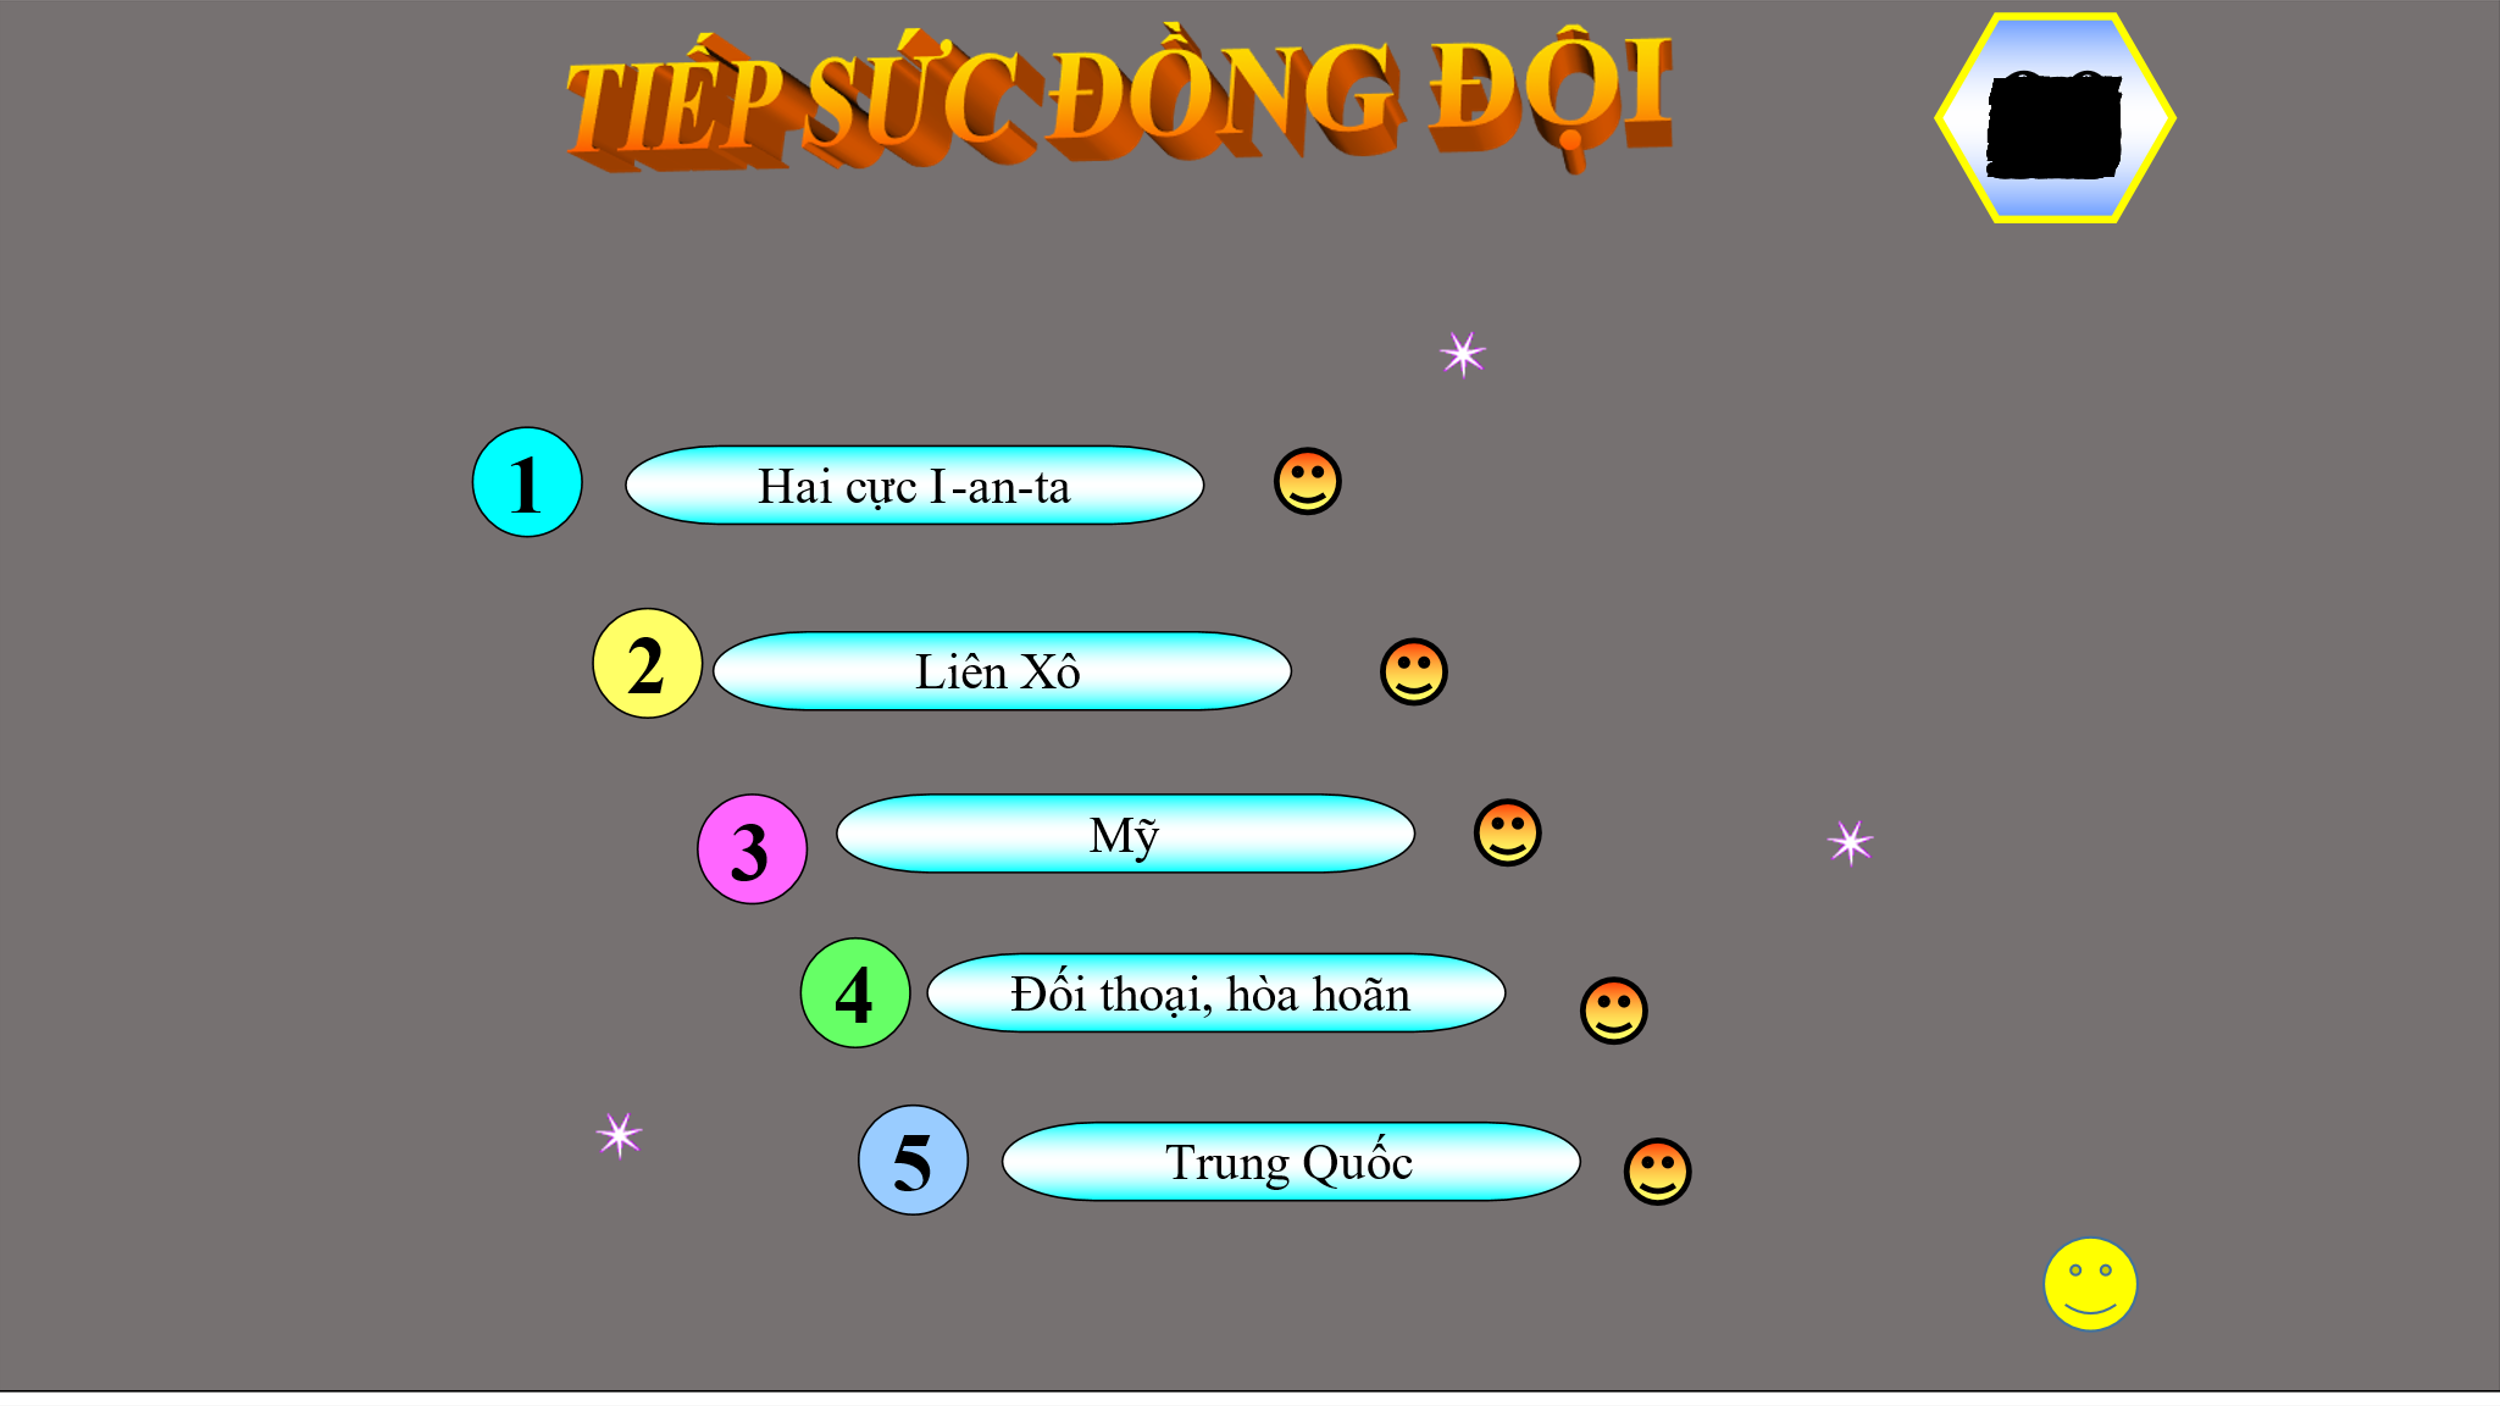 TIẾP SỨC ĐỒNG ĐỘI
1 Hai cực I-an-ta
2 Liên Xô
3 Mỹ
4 Đối thoại, hòa hoãn
5 Trung Quốc